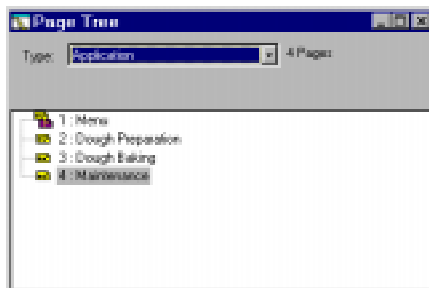 Page Tree
Type: Application 4 Pages
1 : Menu
2 : Dough Preparation
3 : Dough Baking
4 : Maintenance